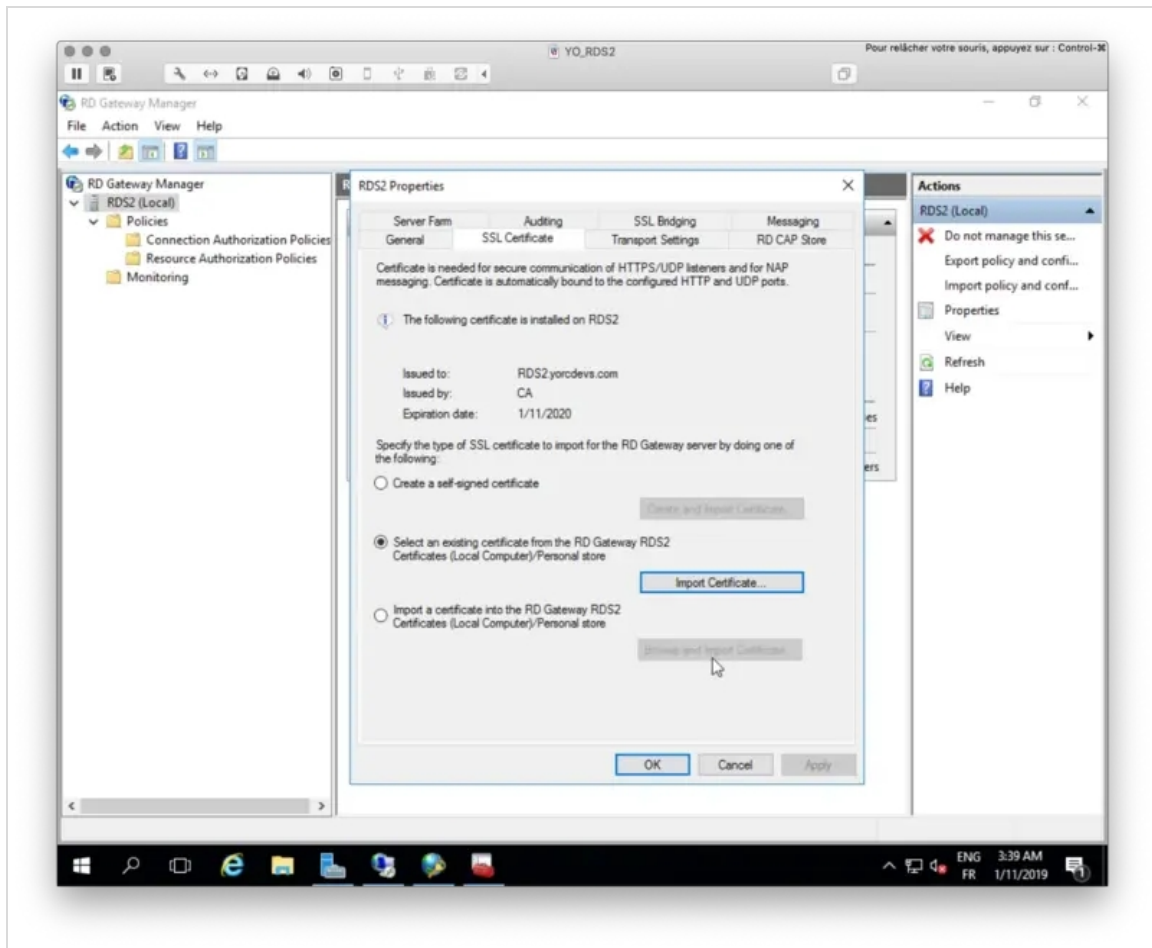 YO_RDS2
Pour relâcher votre souris, appuyez sur : Control-⌘
RD Gateway Manager
File Action View Help
RD Gateway Manager
RDS2 (Local)
Policies
Connection Authorization Policies
Resource Authorization Policies
Monitoring
RDS2 Properties
Server Farm Auditing SSL Bridging Messaging
General SSL Certificate Transport Settings RD CAP Store
Certificate is needed for secure communication of HTTPS/UDP listeners and for NAP
messaging. Certificate is automatically bound to the configured HTTP and UDP ports.
The following certificate is installed on RDS2
Issued to: RDS2.yorcdevs.com
Issued by: CA
Expiration date: 1/11/2020
Specify the type of SSL certificate to import for the RD Gateway server by doing one of
the following:
Create a self-signed certificate
Create and Import Certificate...
Select an existing certificate from the RD Gateway RDS2
Certificates (Local Computer)/Personal store
Import Certificate...
Import a certificate into the RD Gateway RDS2
Certificates (Local Computer)/Personal store
Browse and Import Certificate...
OK Cancel Apply
Actions
RDS2 (Local)
Do not manage this se...
Export policy and confi...
Import policy and conf...
Properties
View
Refresh
Help
ENG 3:39 AM
FR 1/11/2019